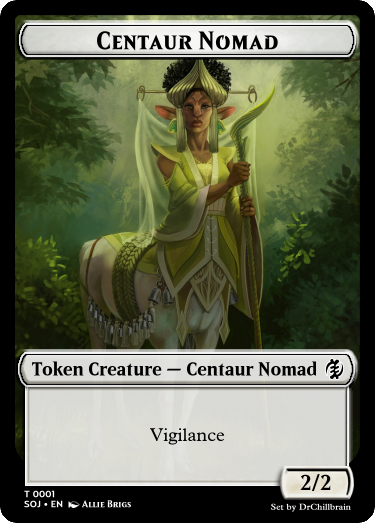 Centaur Nomad
Token Creature — Centaur Nomad
Vigilance
2/2
T 0001
SOJ • EN Allie Brigs
Set by DrChillbrain